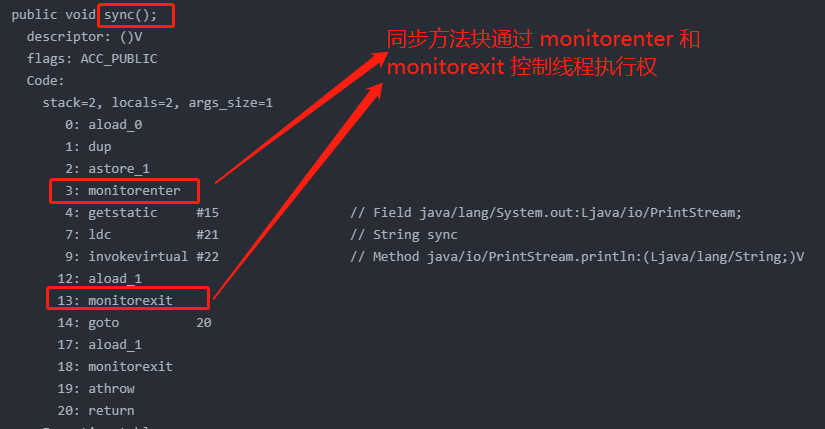 public void sync();
descriptor: ()V
flags: ACC_PUBLIC
Code:
stack=2, locals=2, args_size=1
0: aload_0
1: dup
2: astore_1
3: monitorenter
4: getstatic #15 // Field java/lang/System.out:Ljava/io/PrintStream;
7: ldc #21 // String sync
9: invokevirtual #22 // Method java/io/PrintStream.println:(Ljava/lang/String;)V
12: aload_1
13: monitorexit
14: goto 20
17: aload_1
18: monitorexit
19: athrow
20: return
同步方法块通过 monitorenter 和
monitorexit 控制线程执行权